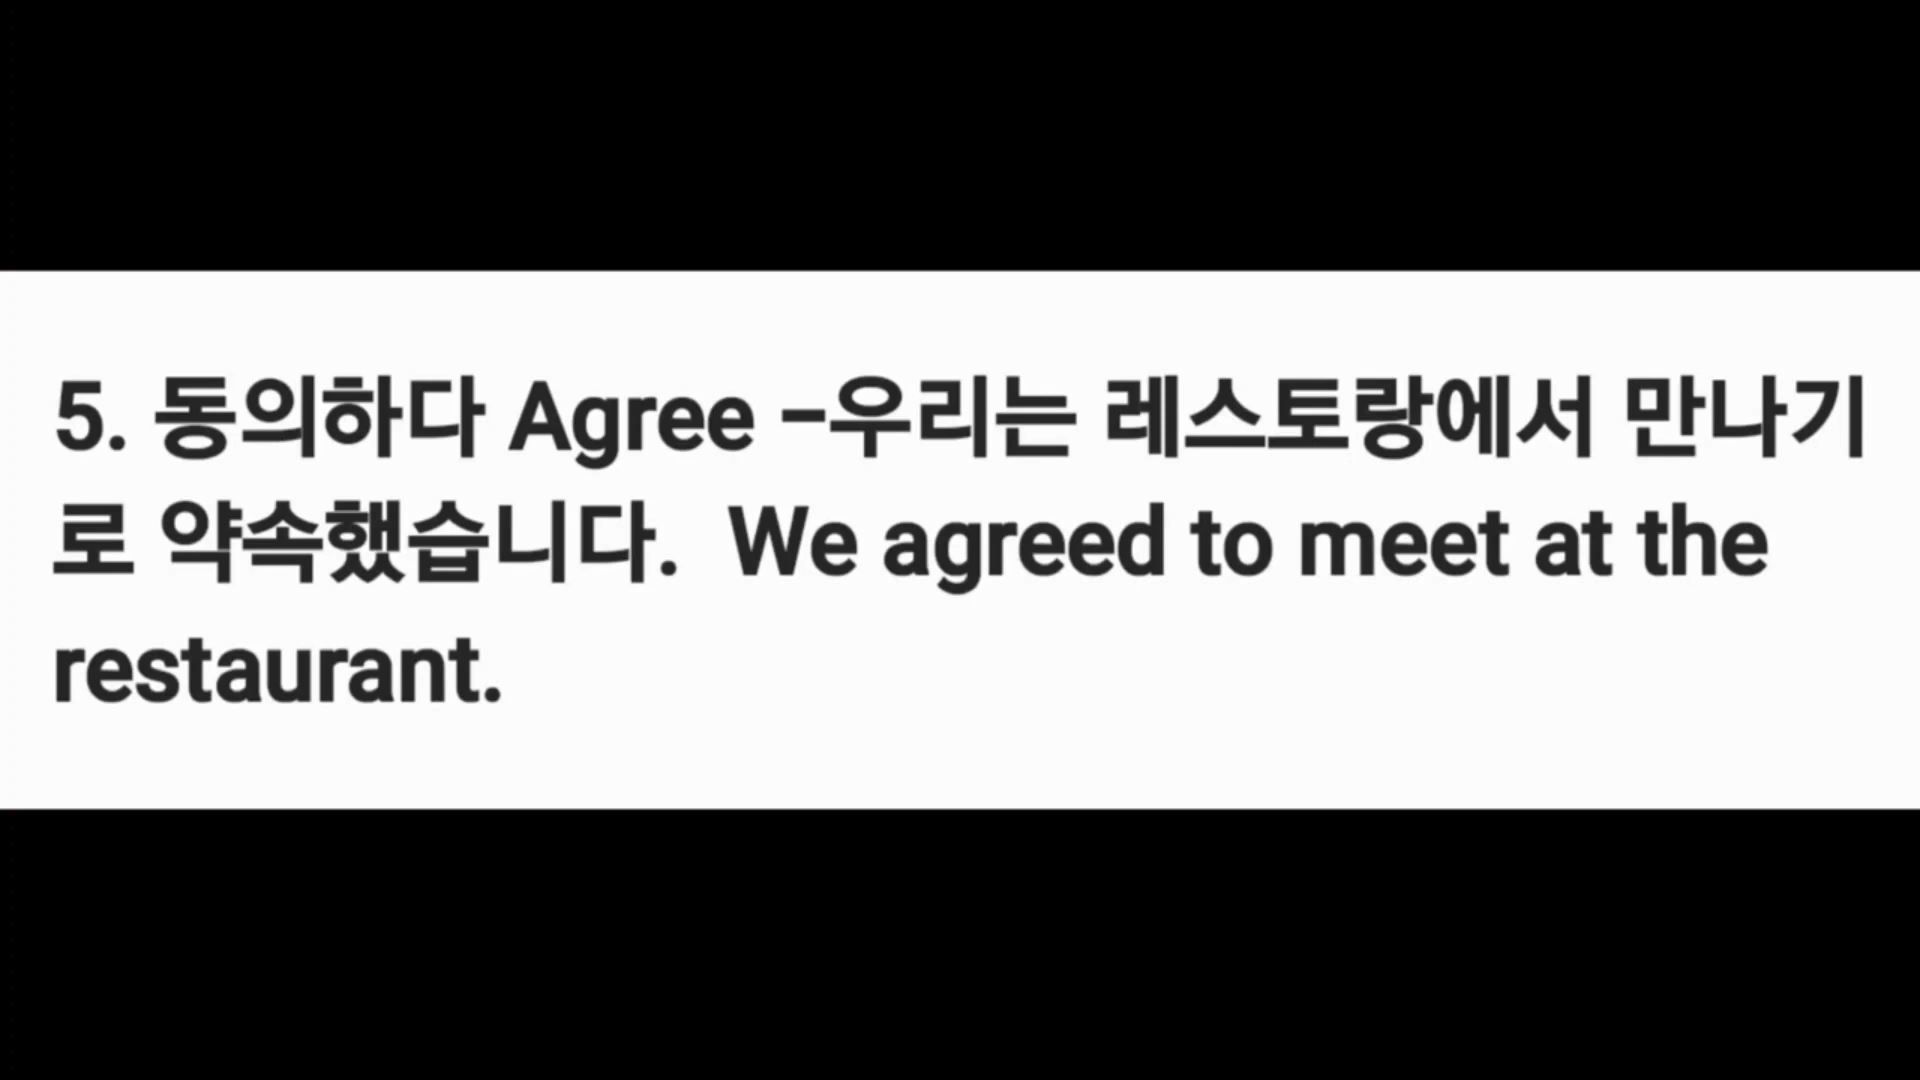 5. 동의하다 Agree -우리는 레스토랑에서 만나기
로 약속했습니다.  We agreed to meet at the
restaurant.